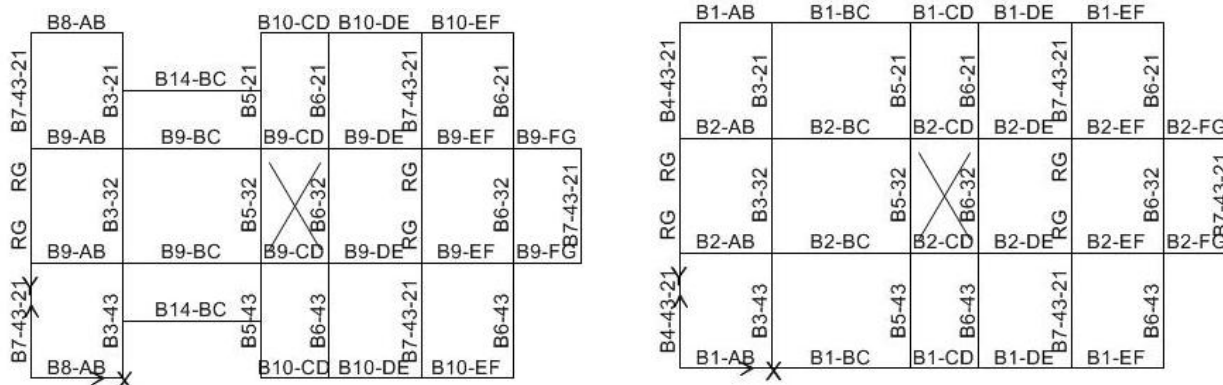 B8-AB B10-CD B10-DE B10-EF
B7-43-21 B3-21 B14-BC B5-21 B6-21 B7-43-21 B6-21
B9-AB B9-BC B9-CD B9-DE B9-EF B9-FG
RG RG B3-32 B5-32 B6-32 RG RG B6-32 B7-43-21
B9-AB B9-BC B9-CD B9-DE B9-EF B9-FG
Y
B7-43-21 B3-43 B14-BC B5-43 B6-43 B7-43-21 B6-43
B8-AB X B10-CD B10-DE B10-EF
B1-AB B1-BC B1-CD B1-DE B1-EF
B4-43-21 B3-21 B5-21 B6-21 B7-43-21 B6-21
B2-AB B2-BC B2-CD B2-DE B2-EF B2-FG
RG RG B3-32 B5-32 B6-32 RG RG B6-32 B7-43-21
B2-AB B2-BC B2-CD B2-DE B2-EF B2-FG
Y
B4-43-21 B3-43 B5-43 B6-43 B7-43-21 B6-43
B1-AB X B1-BC B1-CD B1-DE B1-EF